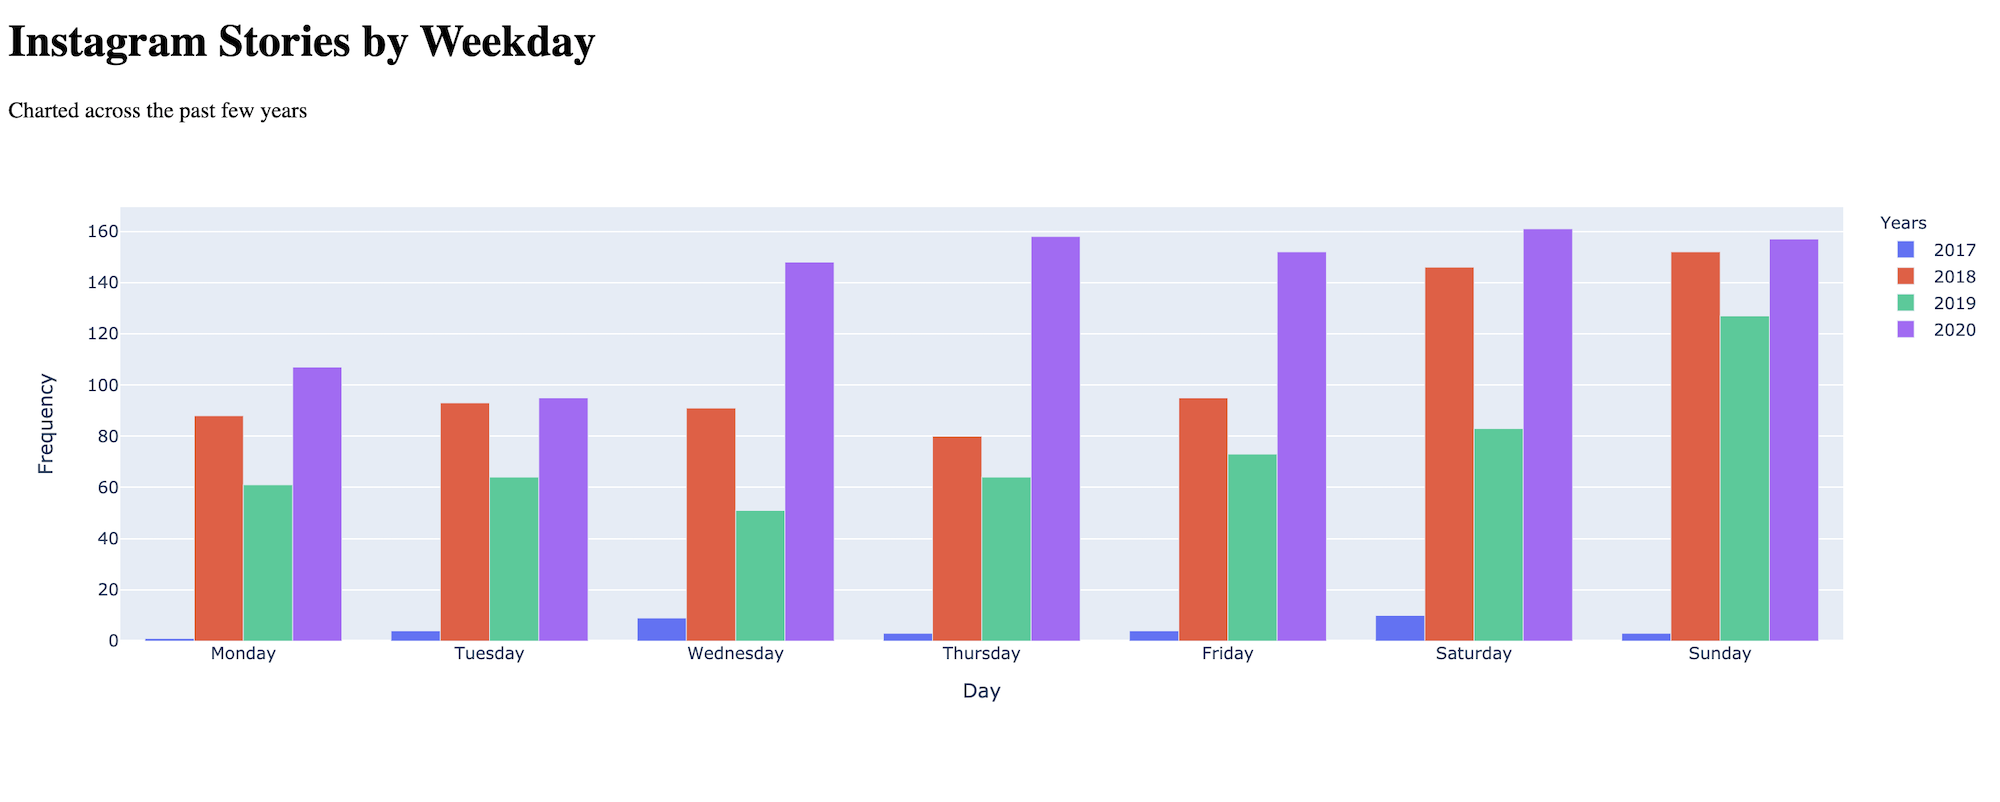 Instagram Stories by Weekday
Charted across the past few years
Years
2017
2018
2019
2020
160
140
120
100
80
60
40
20
0
Frequency
Monday Tuesday Wednesday Thursday Friday Saturday Sunday
Day